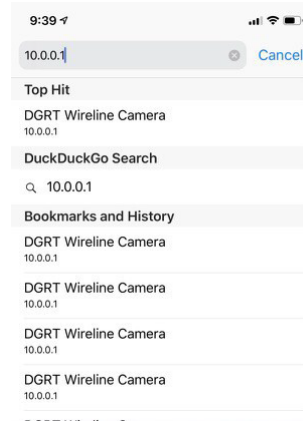 9:39
10.0.0.1
Cancel
Top Hit
DGRT Wireline Camera
10.0.0.1
DuckDuckGo Search
10.0.0.1
Bookmarks and History
DGRT Wireline Camera
10.0.0.1
DGRT Wireline Camera
10.0.0.1
DGRT Wireline Camera
10.0.0.1
DGRT Wireline Camera
10.0.0.1